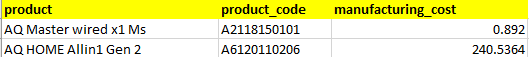 product product_code manufacturing_cost
AQ Master wired x1 Ms A2118150101 0.892
AQ HOME Allin1 Gen 2 A6120110206 240.5364